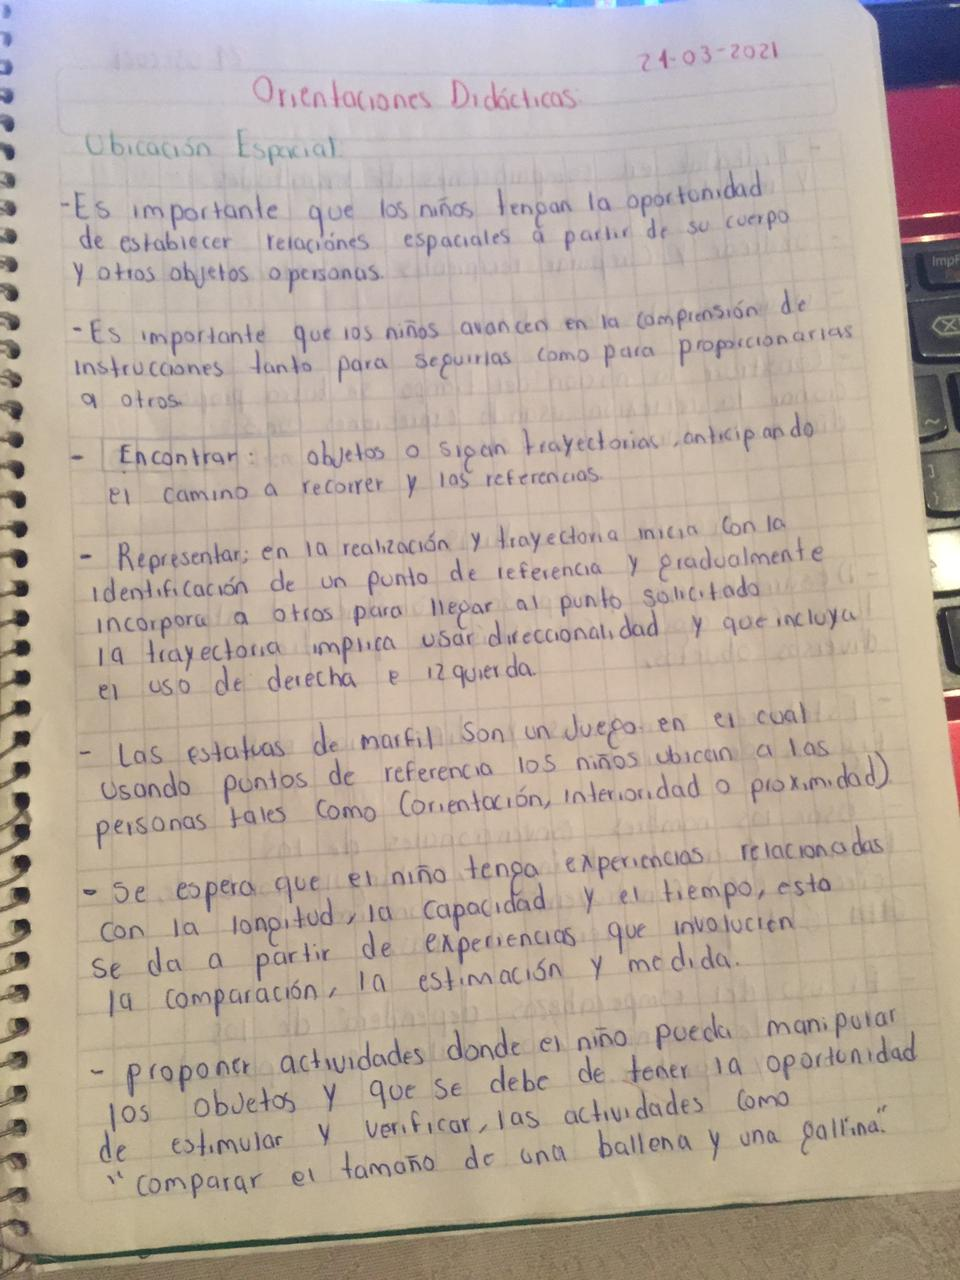 21-03-2021
Orientaciones Didácticas.
Ubicación Espacial.
-Es importante que los niños tengan la oportunidad
de establecer relaciónes espaciales a partir de su cuerpo
y otros objetos o personas.
-Es importante que los niños avancen en la comprensión de
instrucciones tanto para seguirlas como para proporcionarlas
a otros.
- Encontrar: objetos o sigan trayectorias, anticipando
el camino a recorrer y las referencias.
- Representar; en la realización y trayectoria inicia con la
identificación de un punto de referencia y gradualmente
incorpora a otros para llegar al punto solicitado
la trayectoria implica usar direccionalidad y que incluya
el uso de derecha e izquierda.
- Las estatuas de marfil son un juego en el cual
usando puntos de referencia los niños ubican a las
personas tales como (orientación, interioridad o proximidad)
- se espera que el niño tenga experiencias relacionadas
con la longitud, la capacidad y el tiempo, esto
se da a partir de experiencias que involucren
la comparación, la estimación y medida.
- proponer actividades donde el niño pueda manipular
los objetos y que se debe de tener la oportunidad
de estimular y verificar, las actividades como
"comparar el tamaño de una ballena y una gallina."
ImpP